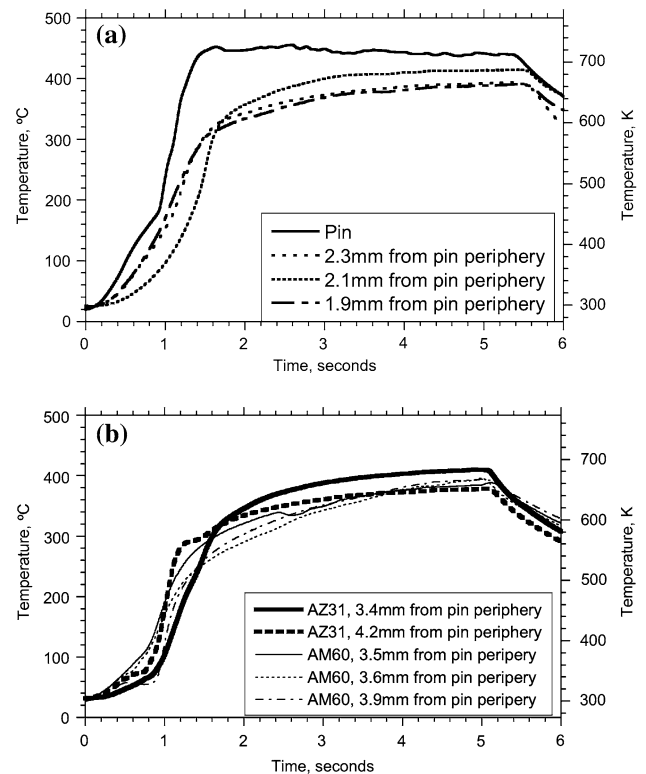 (a)
500
400
300
200
100
0
Temperature, ºC
700
600
500
400
300
Temperature, K
Pin
2.3mm from pin periphery
2.1mm from pin periphery
1.9mm from pin periphery
0 1 2 3 4 5 6
Time, seconds
(b)
500
400
300
200
100
0
Temperature, ºC
700
600
500
400
300
Temperature, K
AZ31, 3.4mm from pin periphery
AZ31, 4.2mm from pin periphery
AM60, 3.5mm from pin peripery
AM60, 3.6mm from pin peripery
AM60, 3.9mm from pin peripery
0 1 2 3 4 5 6
Time, seconds